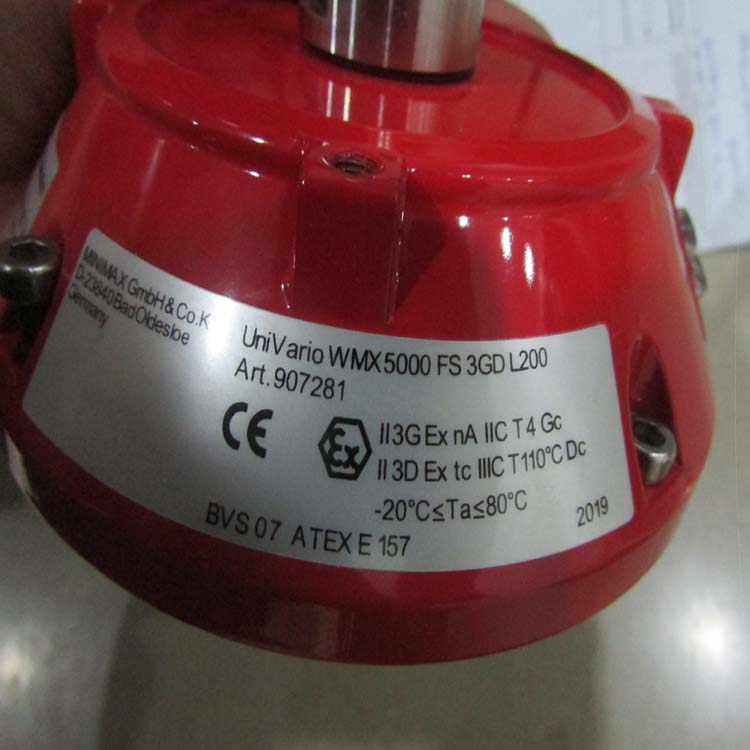 MINIMAX GmbH & Co. K
D-23840 Bad Oldesloe
Germany
UniVario WMX5000 FS 3GD L200
Art. 907281
CE Ex II 3G Ex nA IIC T4 Gc
II 3D Ex tc IIIC T110°C Dc
-20°C≤Ta≤80°C
BVS 07 ATEX E 157
2019